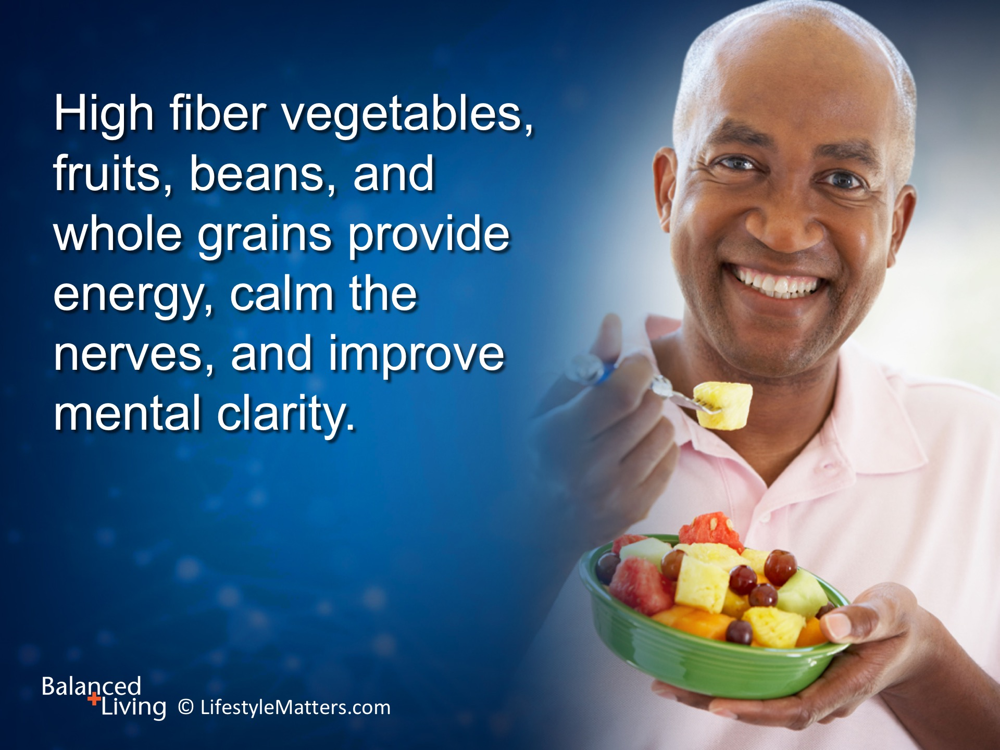 High fiber vegetables,
fruits, beans, and
whole grains provide
energy, calm the
nerves, and improve
mental clarity.
Balanced
Living © LifestyleMatters.com